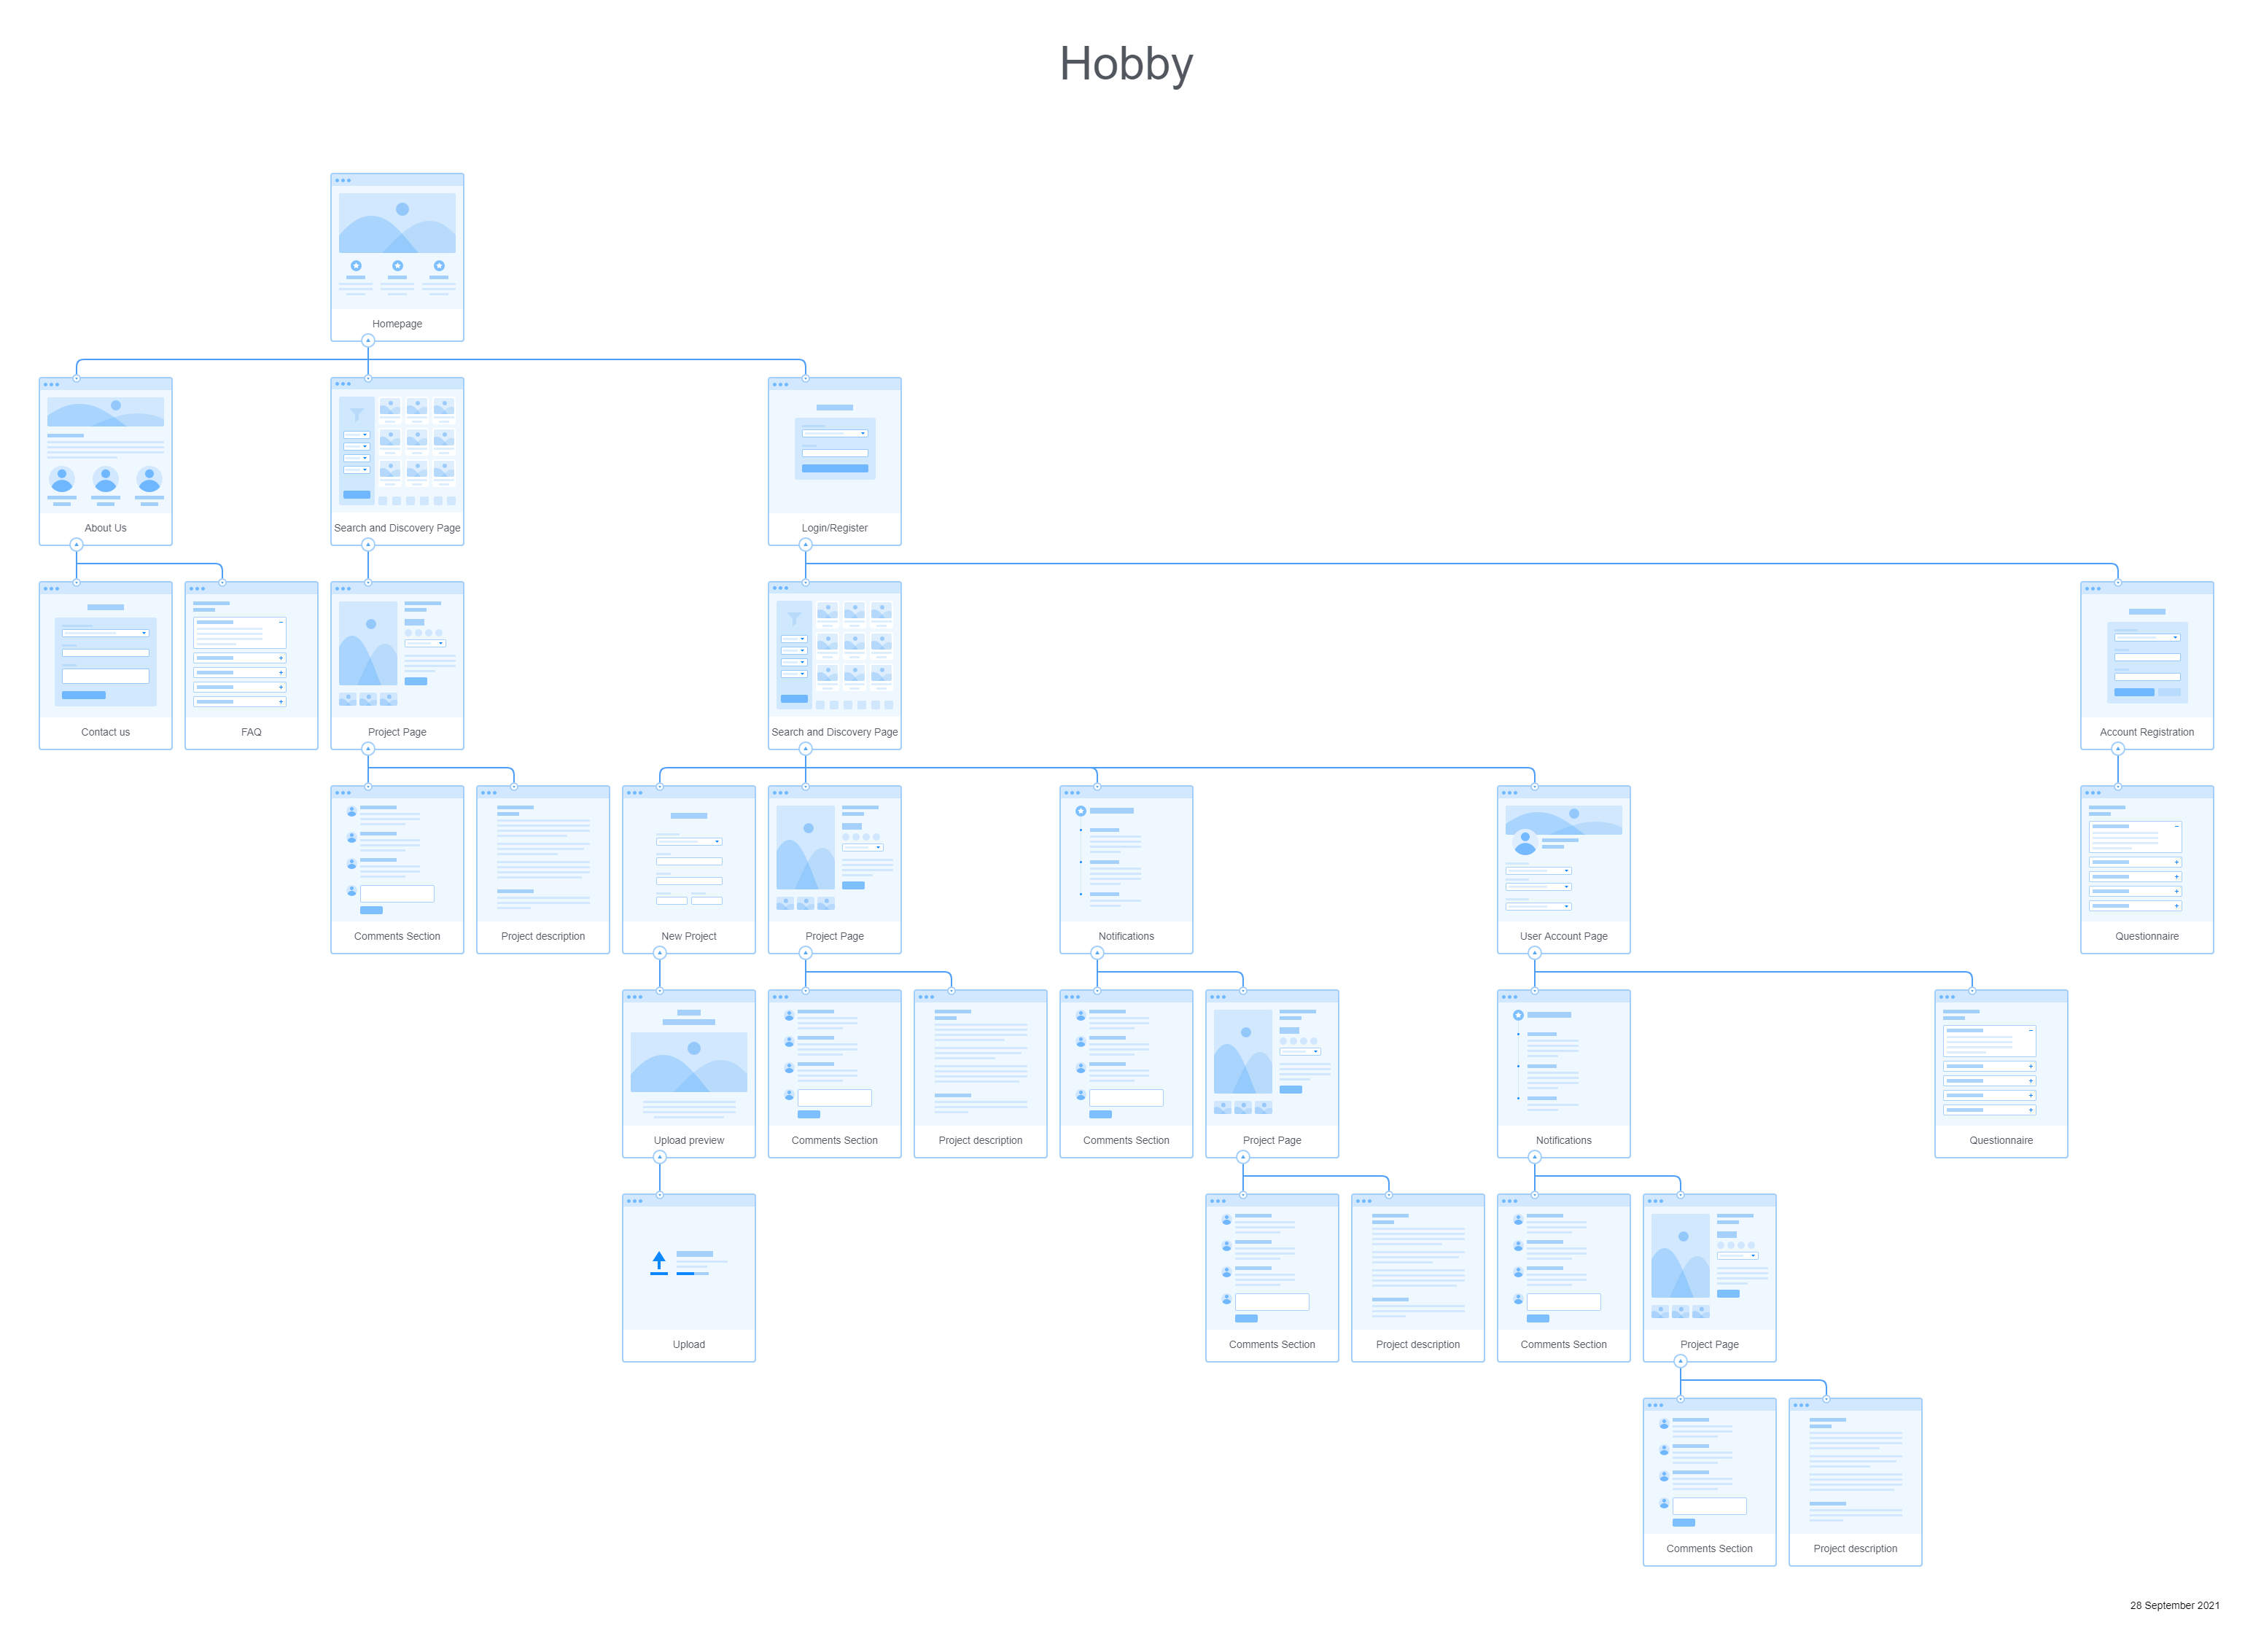 Hobby
Homepage
About Us
Search and Discovery Page
Login/Register
Contact us
FAQ
Project Page
Search and Discovery Page
Account Registration
Comments Section
Project description
New Project
Project Page
Notifications
User Account Page
Questionnaire
Upload preview
Comments Section
Project description
Comments Section
Project Page
Notifications
Questionnaire
Upload
Comments Section
Project description
Comments Section
Project Page
Comments Section
Project description
28 September 2021